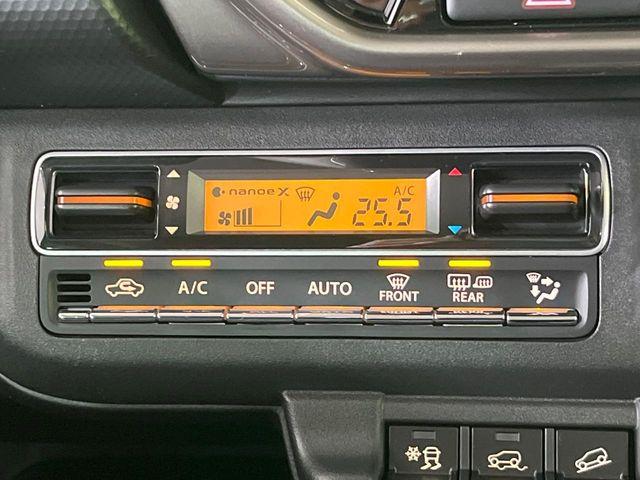 nanoe X
A/C
25.5
A/C OFF AUTO FRONT REAR